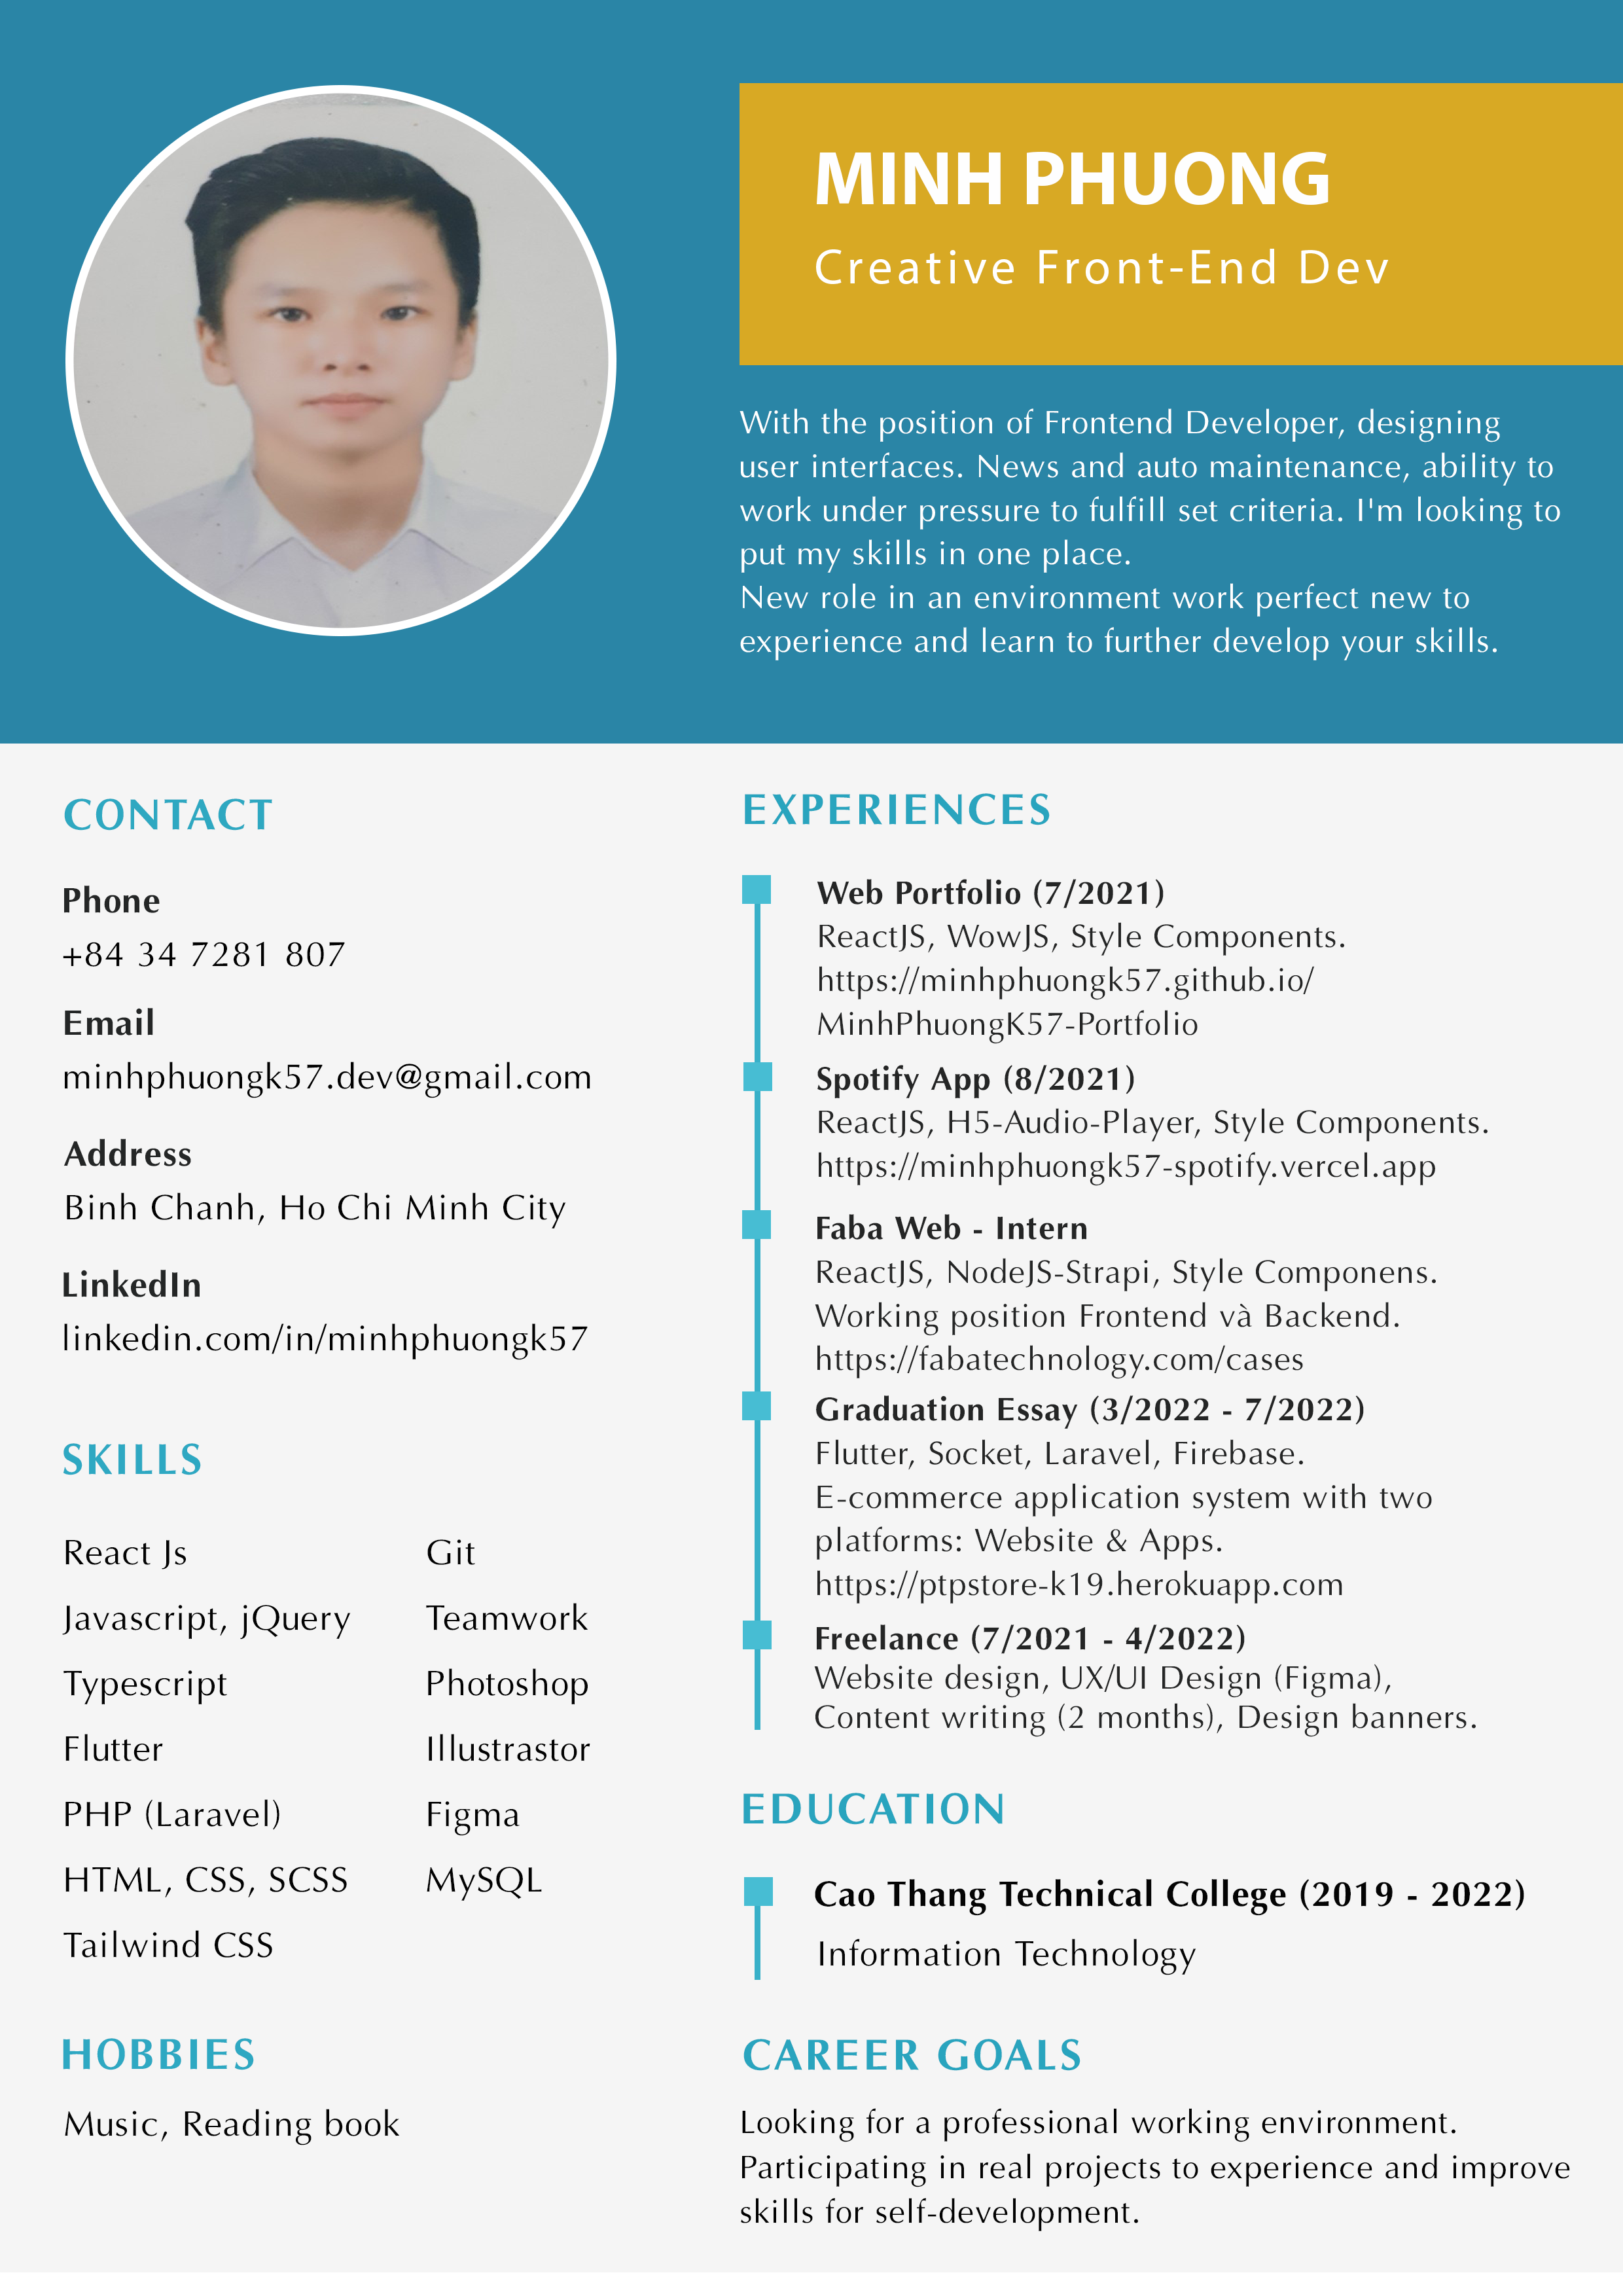 MINH PHUONG
Creative Front-End Dev
With the position of Frontend Developer, designing
user interfaces. News and auto maintenance, ability to
work under pressure to fulfill set criteria. I'm looking to
put my skills in one place.
New role in an environment work perfect new to
experience and learn to further develop your skills.
CONTACT
Phone
+84 34 7281 807
Email
minhphuongk57.dev@gmail.com
Address
Binh Chanh, Ho Chi Minh City
LinkedIn
linkedin.com/in/minhphuongk57
SKILLS
React Js
Javascript, jQuery
Typescript
Flutter
PHP (Laravel)
HTML, CSS, SCSS
Tailwind CSS
Git
Teamwork
Photoshop
Illustrastor
Figma
MySQL
HOBBIES
Music, Reading book
EXPERIENCES
Web Portfolio (7/2021)
ReactJS, WowJS, Style Components.
https://minhphuongk57.github.io/
MinhPhuongK57-Portfolio
Spotify App (8/2021)
ReactJS, H5-Audio-Player, Style Components.
https://minhphuongk57-spotify.vercel.app
Faba Web - Intern
ReactJS, NodeJS-Strapi, Style Componens.
Working position Frontend và Backend.
https://fabatechnology.com/cases
Graduation Essay (3/2022 - 7/2022)
Flutter, Socket, Laravel, Firebase.
E-commerce application system with two
platforms: Website & Apps.
https://ptpstore-k19.herokuapp.com
Freelance (7/2021 - 4/2022)
Website design, UX/UI Design (Figma),
Content writing (2 months), Design banners.
EDUCATION
Cao Thang Technical College (2019 - 2022)
Information Technology
CAREER GOALS
Looking for a professional working environment.
Participating in real projects to experience and improve
skills for self-development.